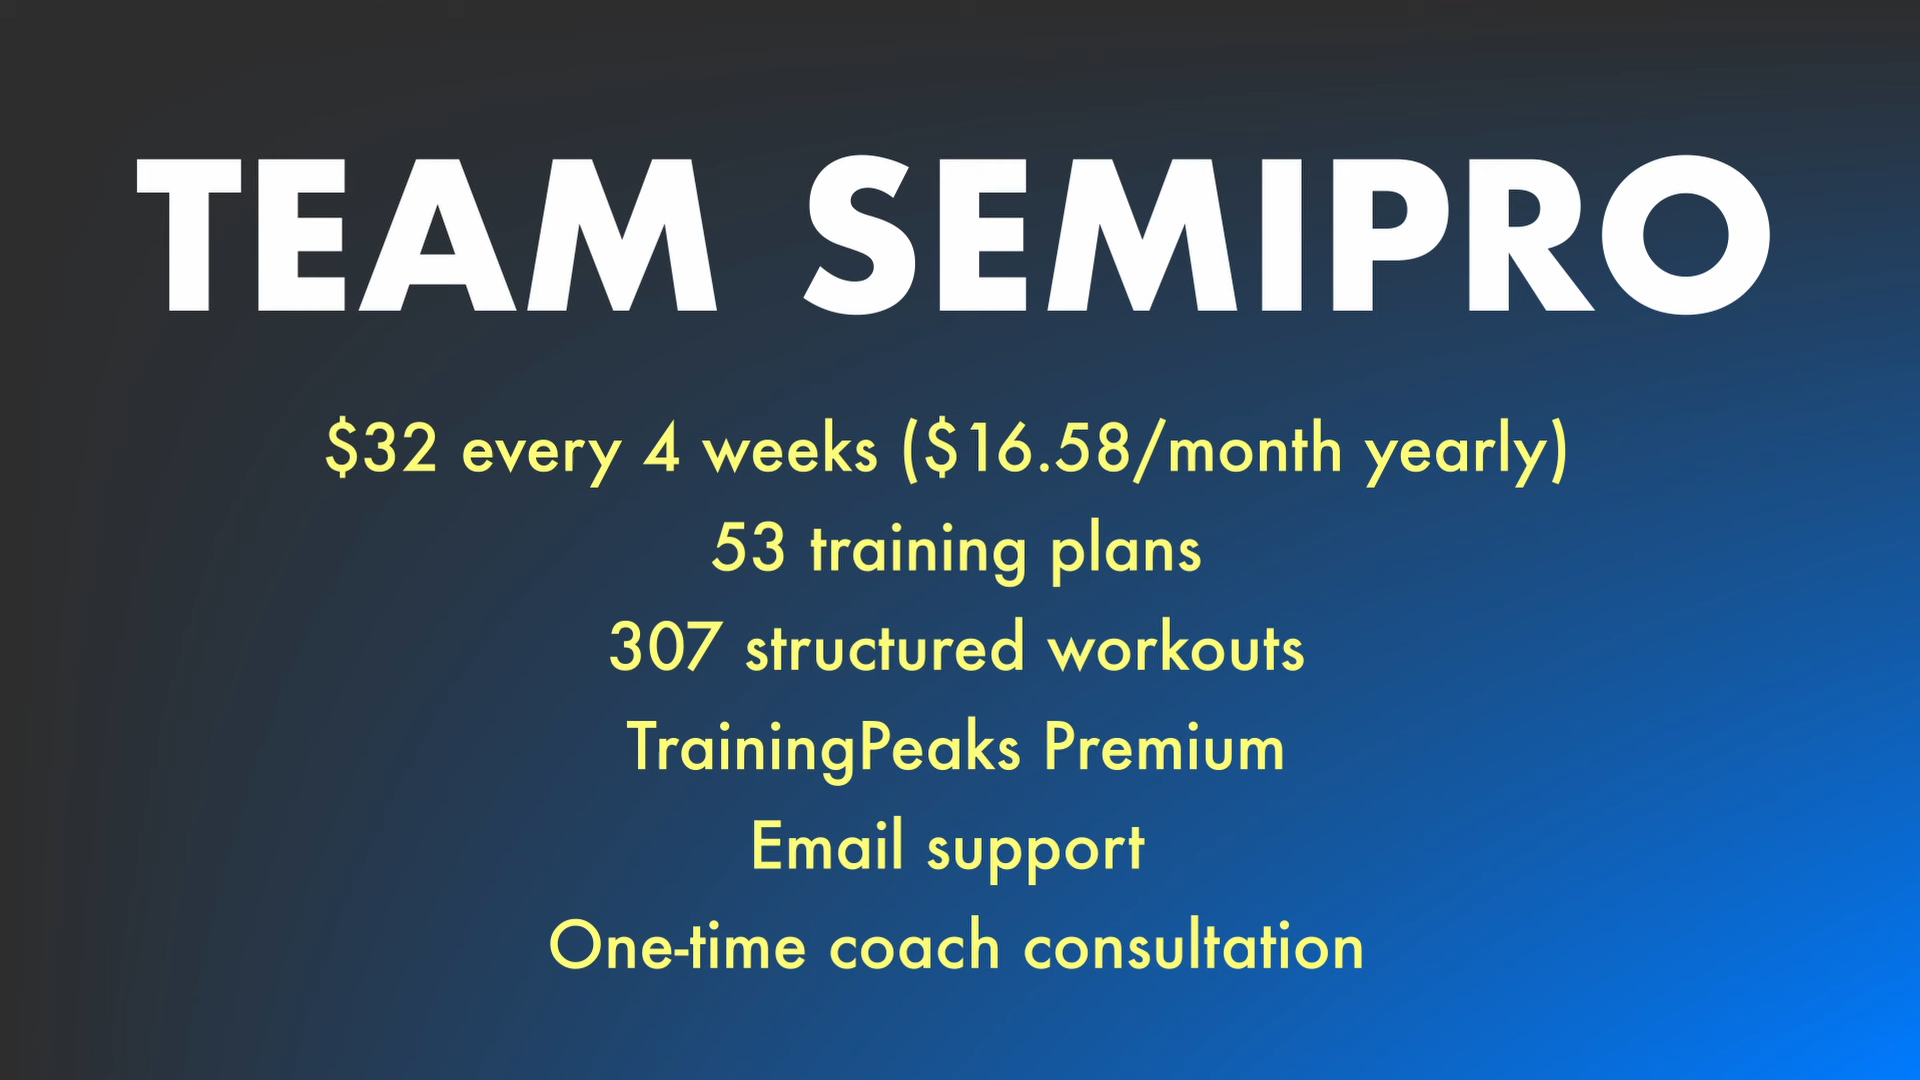 TEAM SEMIPRO
$32 every 4 weeks ($16.58/month yearly)
53 training plans
307 structured workouts
TrainingPeaks Premium
Email support
One-time coach consultation